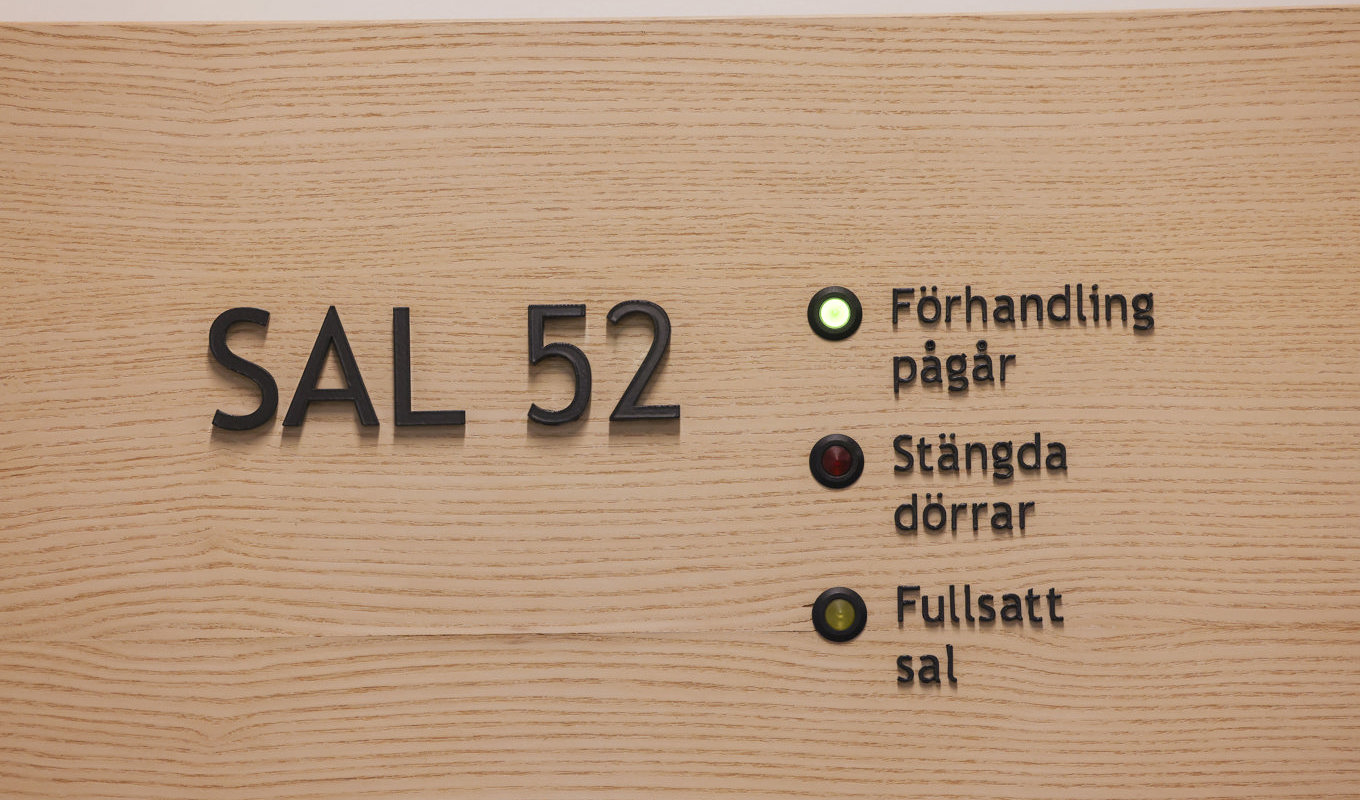 SAL 52
Förhandling
pågår
Stängda
dörrar
Fullsatt
sal